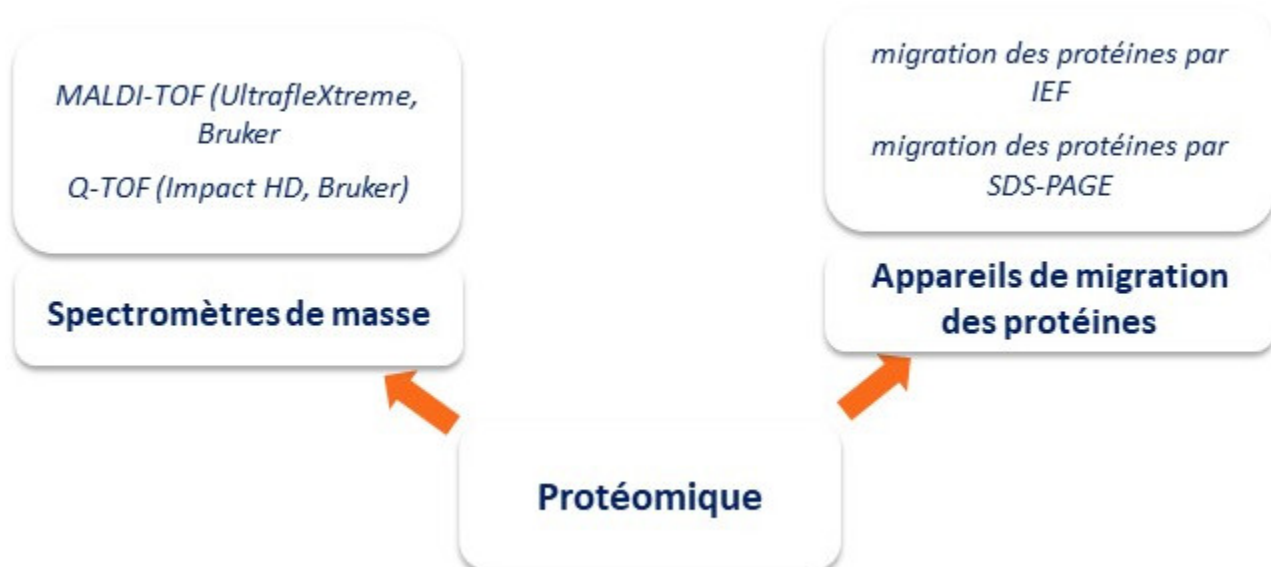 MALDI-TOF (UltrafleXtreme,
Bruker
Q-TOF (Impact HD, Bruker)
Spectromètres de masse
migration des protéines par
IEF
migration des protéines par
SDS-PAGE
Appareils de migration
des protéines
Protéomique